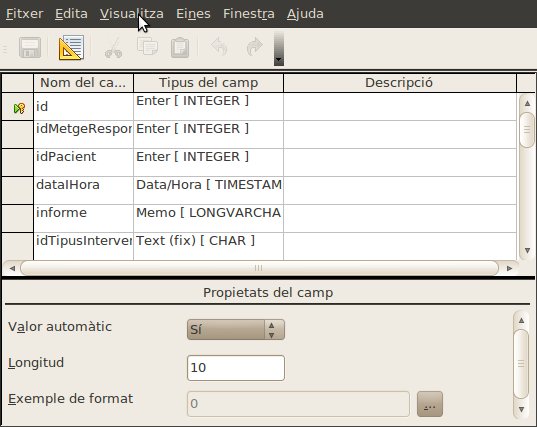 Fitxer Edita Visualitza Eines Finestra Ajuda
Nom del ca... Tipus del camp Descripció
id Enter [ INTEGER ]
idMetgeRespon Enter [ INTEGER ]
idPacient Enter [ INTEGER ]
dataIHora Data/Hora [ TIMESTAM
informe Memo [ LONGVARCHA
idTipusInterver Text (fix) [ CHAR ]
Propietats del camp
Valor automàtic Sí
Longitud 10
Exemple de format 0 ...